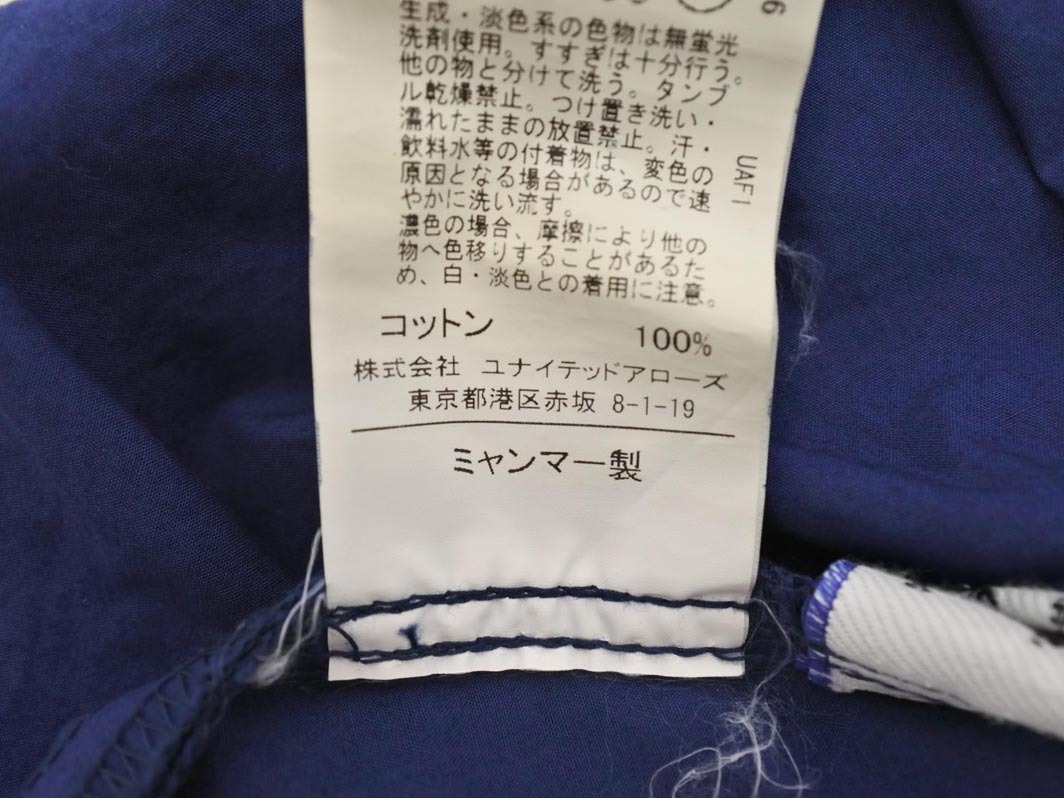 6
生成・淡色系の色物は無蛍光
洗剤使用。すすぎは十分行う。
他の物と分けて洗う。タンブ
ル乾燥禁止。つけ置き洗い・
濡れたままの放置禁止。汗・
飲料水等の付着物は、変色の
原因となる場合があるので速
やかに洗い流す。
濃色の場合、摩擦により他の
物へ色移りすることがあるた
め、白・淡色との着用に注意。
UAF1
コットン 100%
株式会社 ユナイテッドアローズ
東京都港区赤坂 8-1-19
ミャンマー製